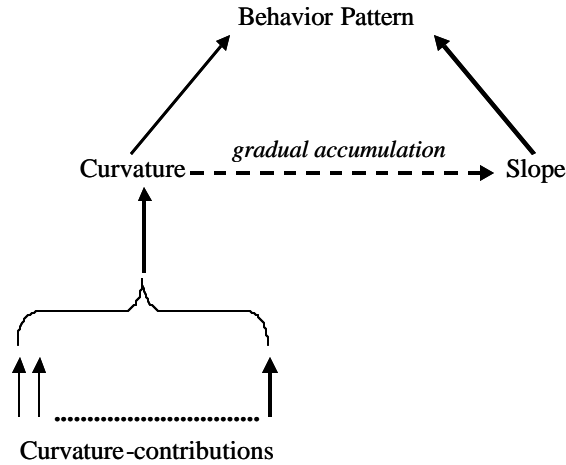 Behavior Pattern
gradual accumulation
Curvature
Slope
Curvature-contributions